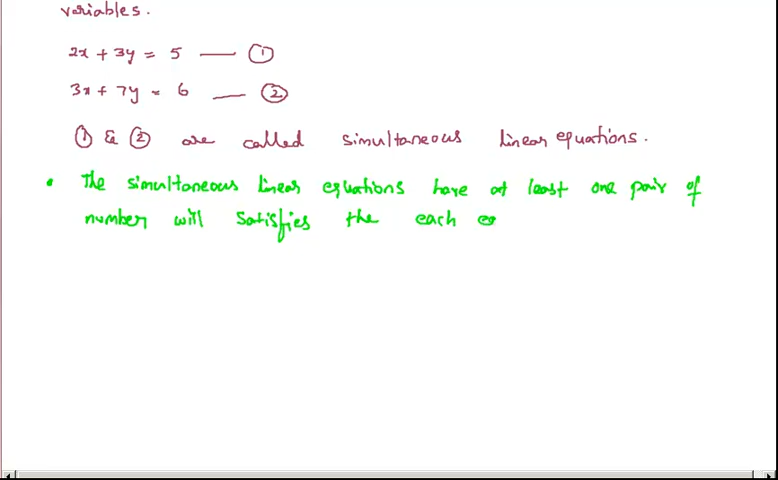 variables.
2x + 3y = 5 —— ①
3x + 7y = 6 —— ②
① & ② are called simultaneous linear equations.
• The simultaneous linear equations have at least one pair of
number will satisfies the each eq